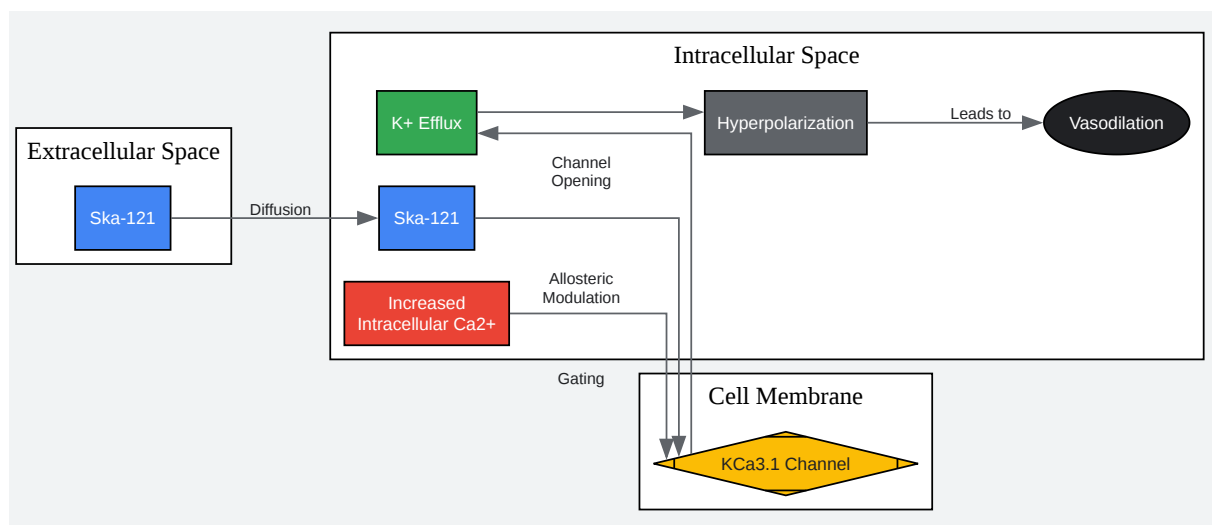 Intracellular Space
K+ Efflux
Hyperpolarization
Leads to
Vasodilation
Extracellular Space
Channel
Opening
Ska-121
Diffusion
Ska-121
Allosteric
Modulation
Increased
Intracellular Ca2+
Gating
Cell Membrane
KCa3.1 Channel